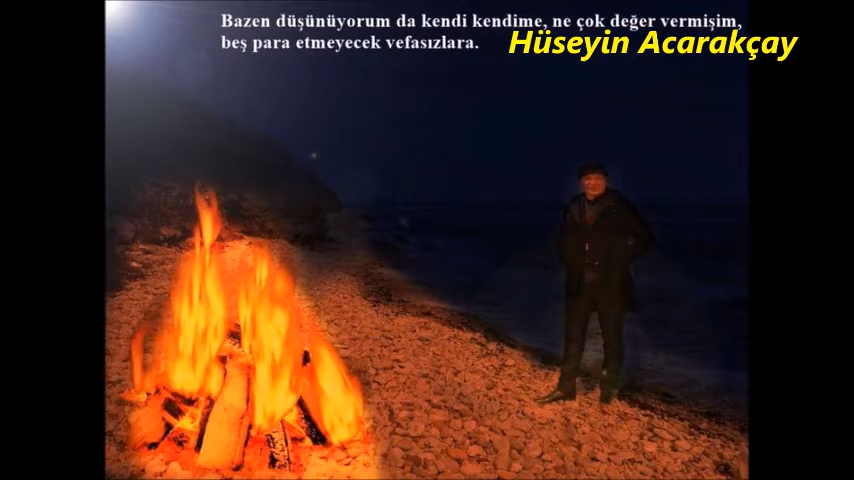 Bazen düşünüyorum da kendi kendime, ne çok değer vermişim,
beş para etmeyecek vefasızlara.
Hüseyin Acarakçay